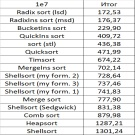 1e7 Итог
Radix sort (lsd) 172,53
Radixins sort (msd) 176,37
Bucketins sort 229,90
Quickins sort 409,72
sort (stl) 436,38
Quicksort 471,99
Timsort 674,22
Mergeins sort 702,14
Shellsort (my form. 2) 728,64
Shellsort (my form. 3) 737,46
Shellsort (my form. 1) 741,83
Merge sort 777,90
Shellsort (Sedgwick) 831,38
Comb sort 879,98
Heapsort 1287,21
Shellsort 1301,24